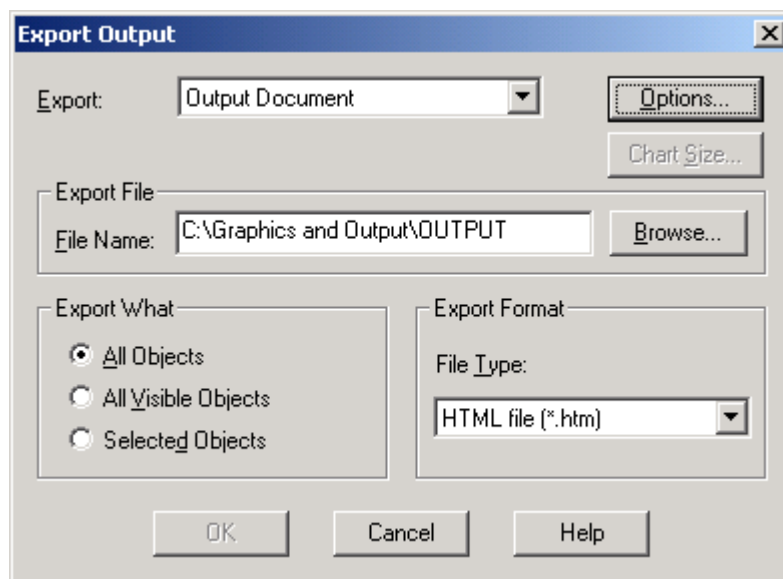 Export Output
Export: Output Document Options...
Chart Size...
Export File
File Name: C:\Graphics and Output\OUTPUT Browse...
Export What
All Objects
All Visible Objects
Selected Objects
Export Format
File Type:
HTML file (*.htm)
OK Cancel Help